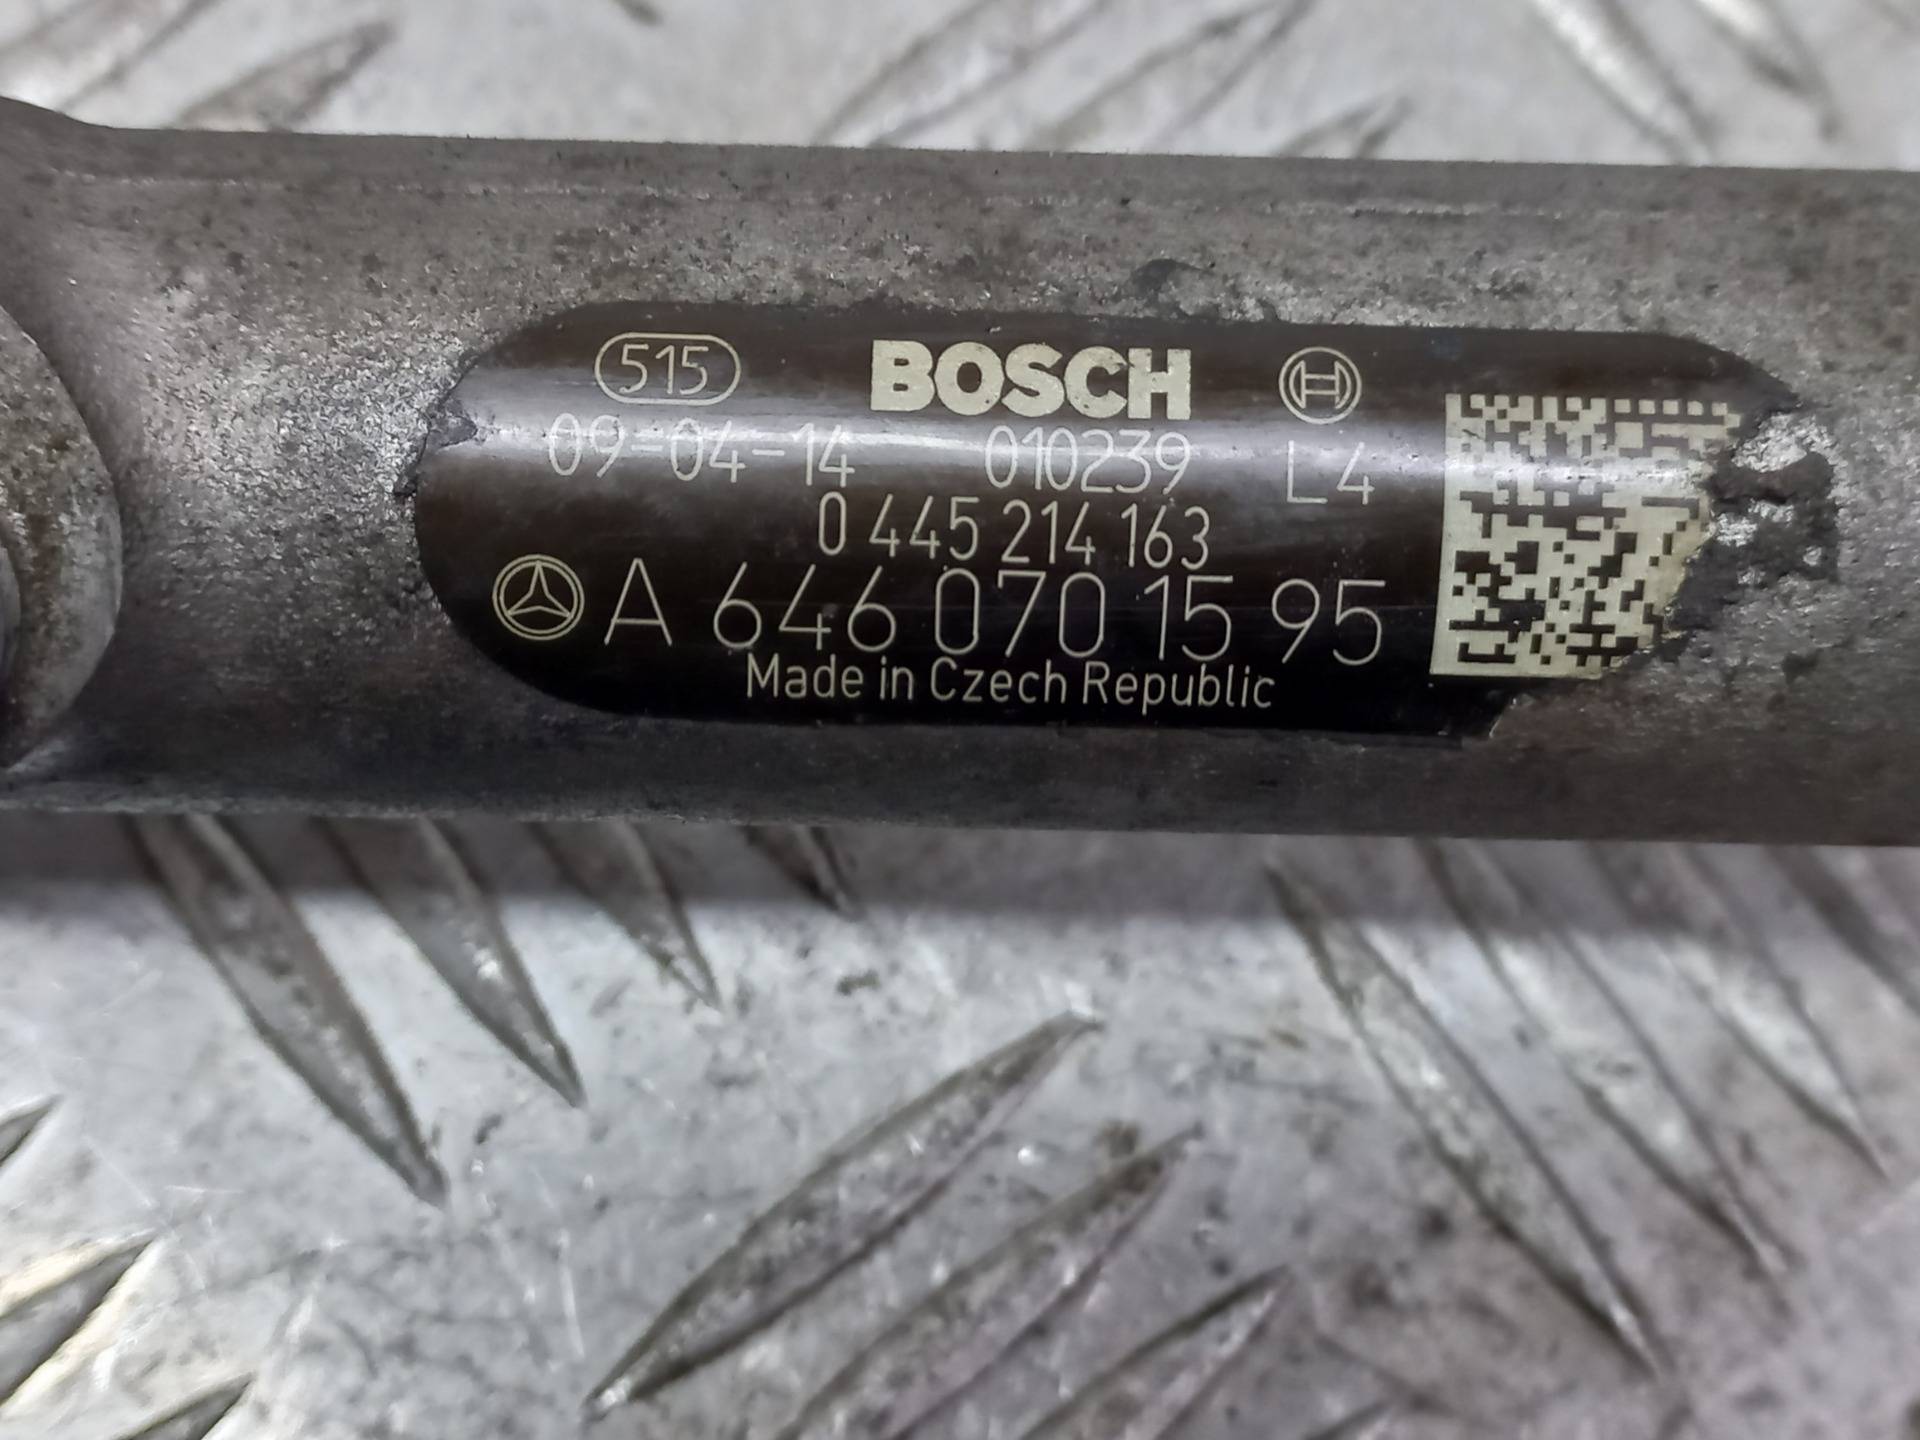 515 BOSCH
09-04-14 010239 L4
0 445 214 163
A 646 070 15 95
Made in Czech Republic